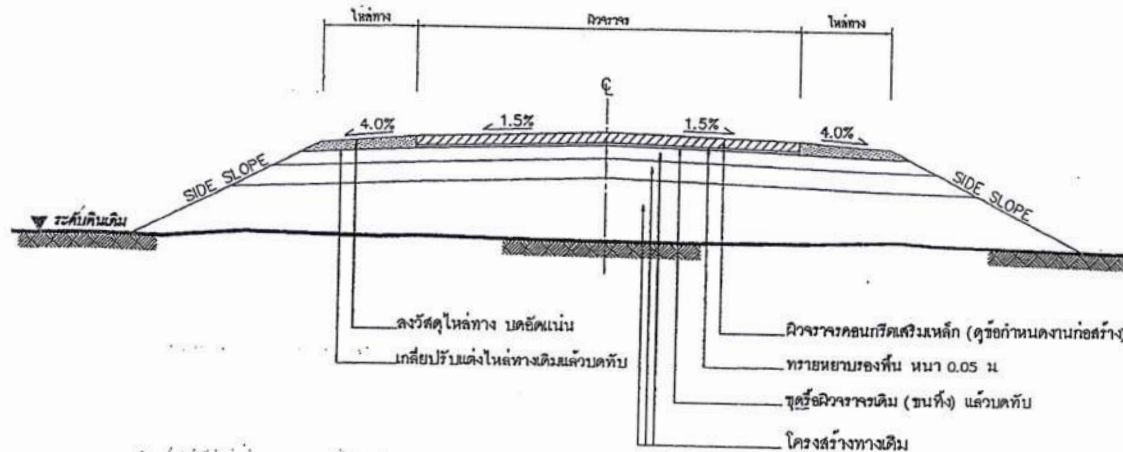 ไหล่ทาง ผิวจราจร ไหล่ทาง
℄
4.0% 1.5% 1.5% 4.0%
SIDE SLOPE SIDE SLOPE
ระดับดินเดิม
ลงวัสดุไหล่ทาง บดอัดแน่น
ผิวจราจรคอนกรีตเสริมเหล็ก (ดูข้อกำหนดงานก่อสร้าง)
เกลี่ยปรับแต่งไหล่ทางเดิมแล้วบดทับ
ทรายหยาบรองพื้น หนา 0.05 ม
ขุดรื้อผิวจราจรเดิม (ขนทิ้ง) แล้วบดทับ
โครงสร้างทางเดิม